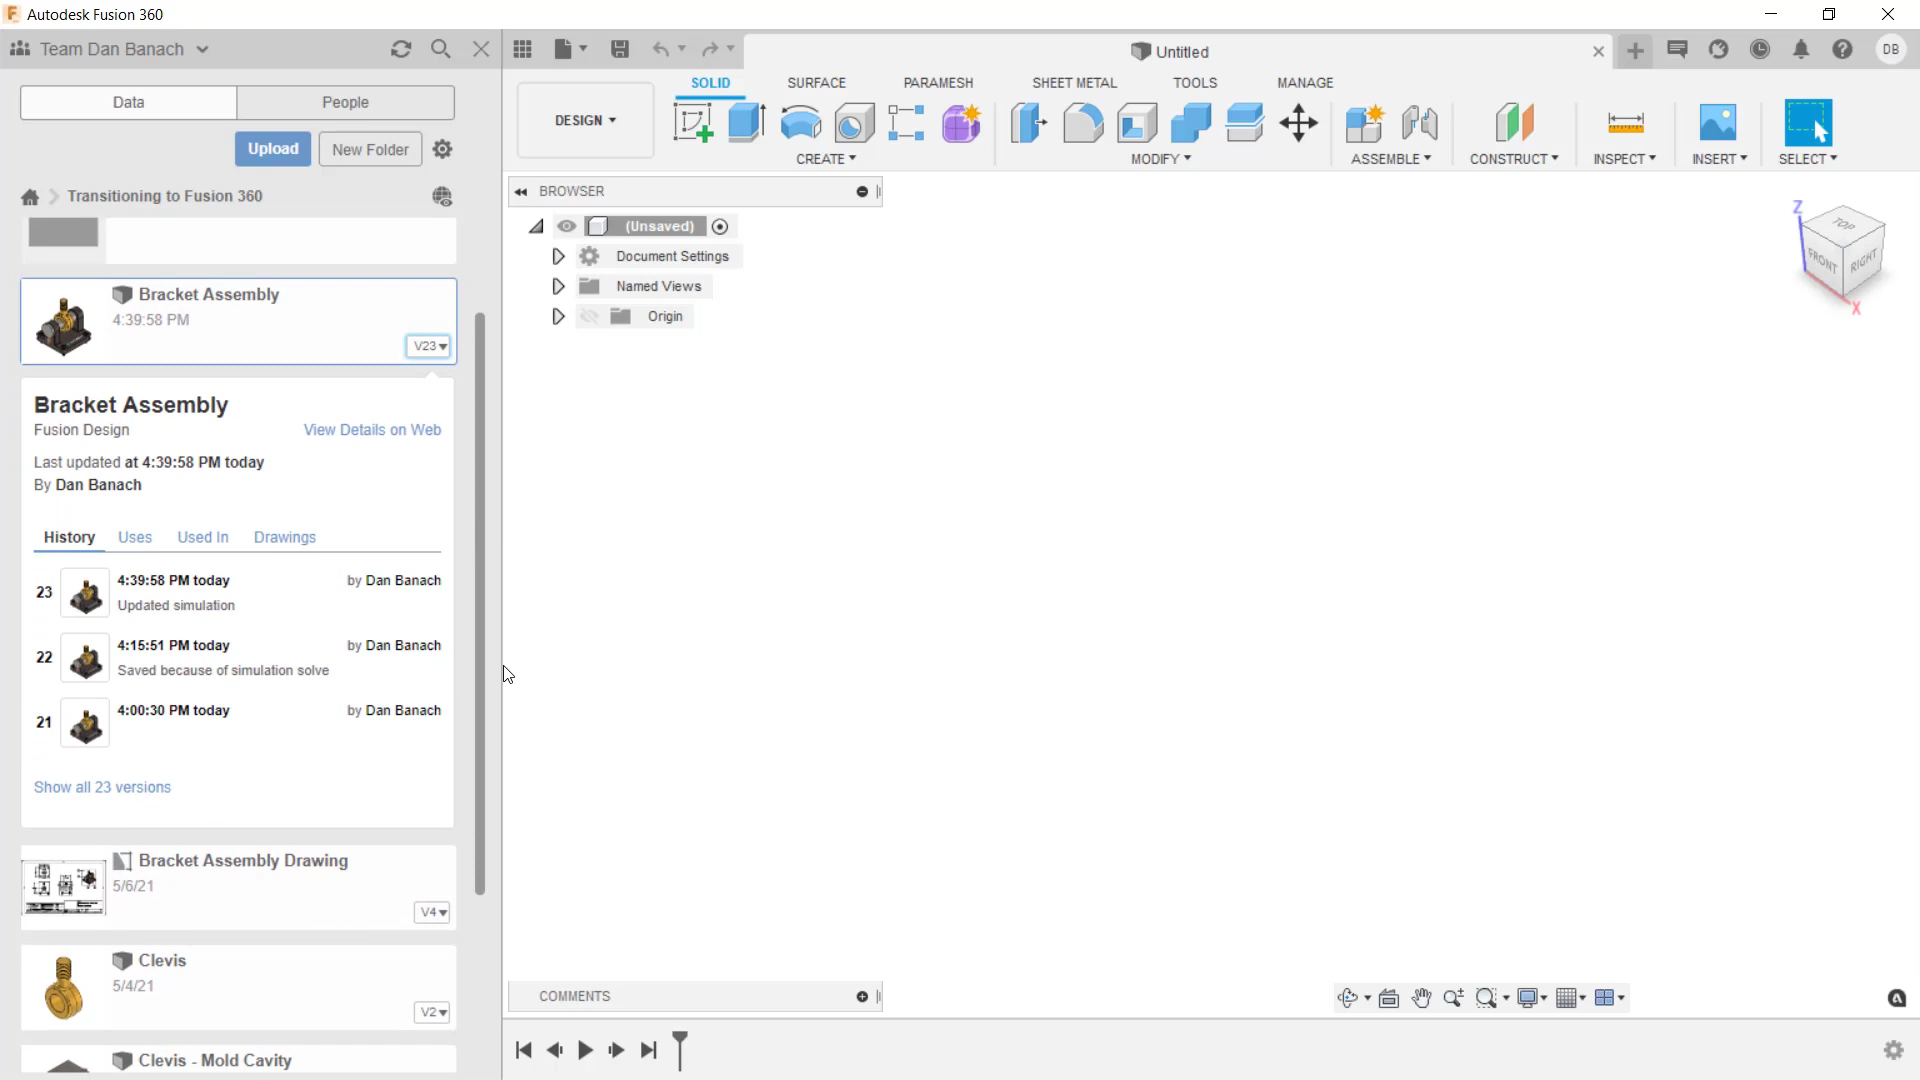 Autodesk Fusion 360
Team Dan Banach
Untitled
DB
Data
People
Upload
New Folder
Transitioning to Fusion 360
Bracket Assembly
4:39:58 PM
V23
Bracket Assembly
Fusion Design
View Details on Web
Last updated at 4:39:58 PM today
By Dan Banach
History
Uses
Used In
Drawings
23
4:39:58 PM today
by Dan Banach
Updated simulation
22
4:15:51 PM today
by Dan Banach
Saved because of simulation solve
21
4:00:30 PM today
by Dan Banach
Show all 23 versions
Bracket Assembly Drawing
5/6/21
V4
Clevis
5/4/21
V2
Clevis - Mold Cavity
DESIGN
SOLID
SURFACE
PARAMESH
SHEET METAL
TOOLS
MANAGE
CREATE
MODIFY
ASSEMBLE
CONSTRUCT
INSPECT
INSERT
SELECT
BROWSER
(Unsaved)
Document Settings
Named Views
Origin
Z
TOP
FRONT
RIGHT
X
COMMENTS